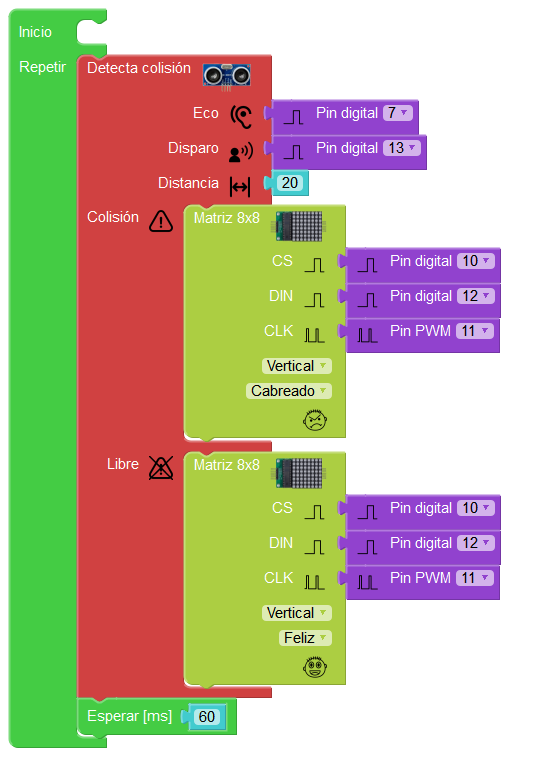 Inicio
Repetir
Detecta colisión
Eco
Pin digital 7
Disparo
Pin digital 13
Distancia
20
Colisión
Matriz 8x8
CS
Pin digital 10
DIN
Pin digital 12
CLK
Pin PWM 11
Vertical
Cabreado
Libre
Matriz 8x8
CS
Pin digital 10
DIN
Pin digital 12
CLK
Pin PWM 11
Vertical
Feliz
Esperar [ms] 60